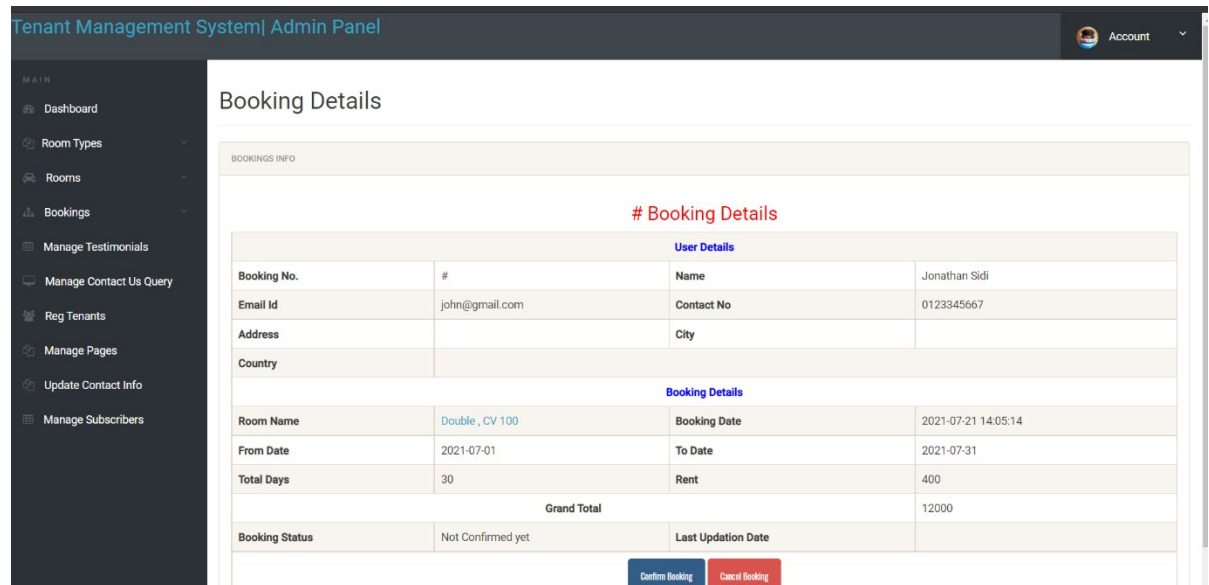 Tenant Management System| Admin Panel
Account
MAIN
Dashboard
Room Types
Rooms
Bookings
Manage Testimonials
Manage Contact Us Query
Reg Tenants
Manage Pages
Update Contact Info
Manage Subscribers
Booking Details
BOOKINGS INFO
# Booking Details
User Details
Booking No. # Name Jonathan Sidi
Email Id john@gmail.com Contact No 0123345667
Address City
Country
Booking Details
Room Name Double , CV 100 Booking Date 2021-07-21 14:05:14
From Date 2021-07-01 To Date 2021-07-31
Total Days 30 Rent 400
Grand Total 12000
Booking Status Not Confirmed yet Last Updation Date
Confirm Booking Cancel Booking